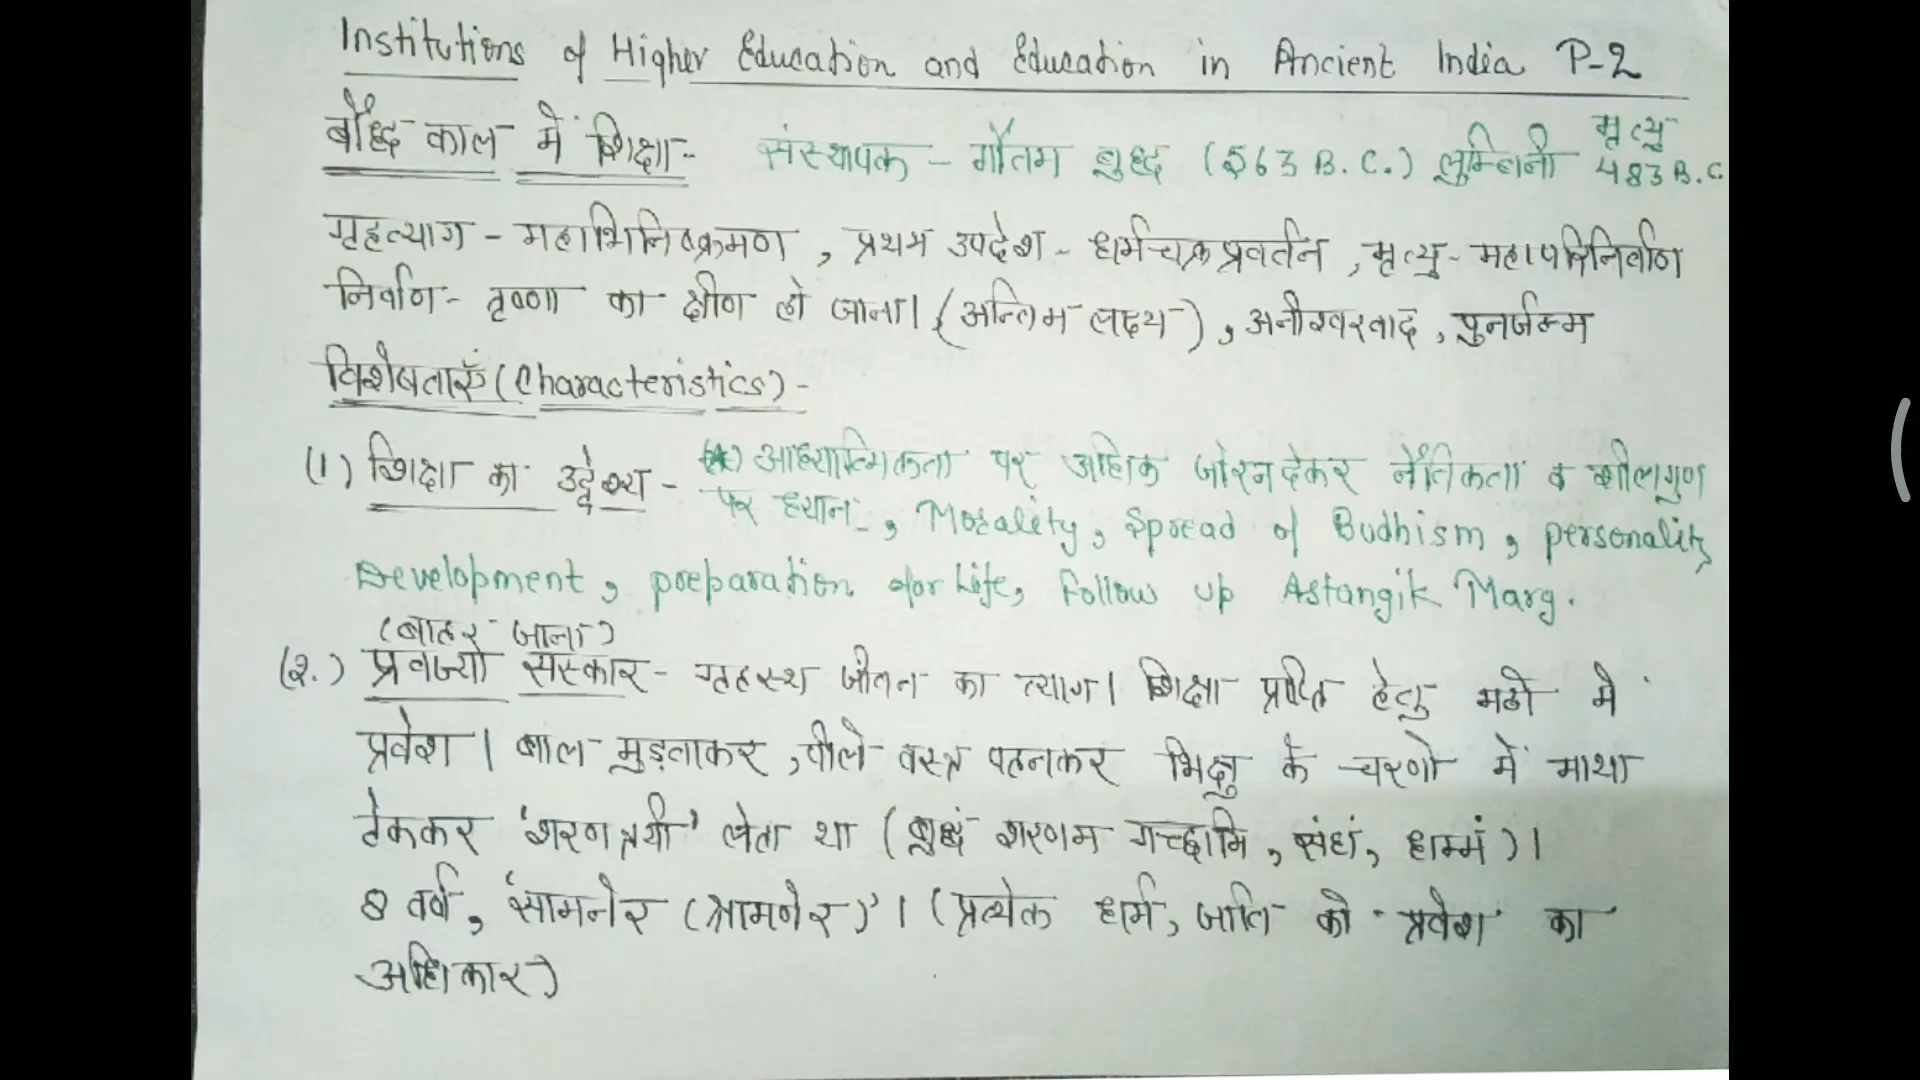 Institutions of Higher Education and Education in Ancient India P-2
बौद्ध काल में शिक्षा- संस्थापक - गौतम बुद्ध (563 B.C.) लुम्बिनी मृत्यु 483 B.C.
गृहत्याग - महाभिनिष्क्रमण, प्रथम उपदेश - धर्मचक्रप्रवर्तन, मृत्यु - महापरिनिर्वाण
निर्वाण - तृष्णा का क्षीण हो जाना। (अन्तिम लक्ष्य), अनीश्वरवाद, पुनर्जन्म
विशेषताएँ (Characteristics) -
(1) शिक्षा का उद्देश्य - आध्यात्मिकता पर अधिक जोर न देकर नैतिकता व शीलगुण
पर ध्यान, Morality, Spread of Budhism, personality
Development, preparation for Life, Follow up Astangik Marg.
(बाहर जाना)
(2.) प्रवज्या संस्कार - गृहस्थ जीवन का त्याग। शिक्षा प्राप्ति हेतु मठो में
प्रवेश। बाल मुड़वाकर, पीले वस्त्र पहनकर भिक्षु के चरणो में माथा
टेककर 'शरणत्रयी' लेता था (बुद्धं शरणम गच्छामि, संघं, धाम्मं)।
8 वर्ष, 'सामनेर (श्रामणेर)'। (प्रत्येक धर्म, जाति को प्रवेश का
अधिकार)